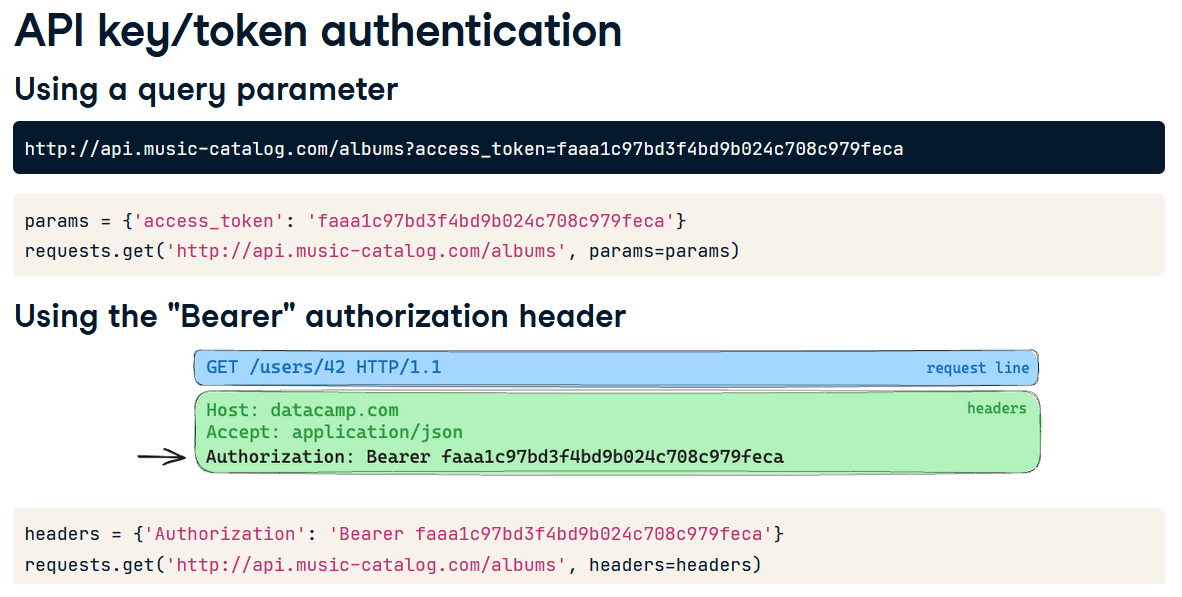 API key/token authentication
Using a query parameter
http://api.music-catalog.com/albums?access_token=faaa1c97bd3f4bd9b024c708c979feca
params = {'access_token': 'faaa1c97bd3f4bd9b024c708c979feca'}
requests.get('http://api.music-catalog.com/albums', params=params)
Using the "Bearer" authorization header
GET /users/42 HTTP/1.1 request line
Host: datacamp.com headers
Accept: application/json
Authorization: Bearer faaa1c97bd3f4bd9b024c708c979feca
headers = {'Authorization': 'Bearer faaa1c97bd3f4bd9b024c708c979feca'}
requests.get('http://api.music-catalog.com/albums', headers=headers)